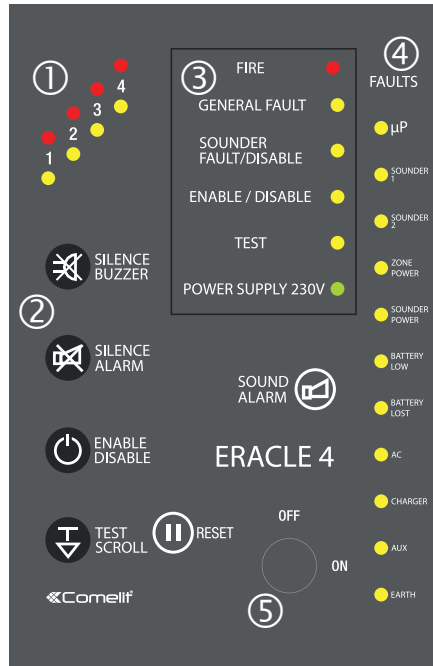 ①
4
3
2
1
②
SILENCE
BUZZER
SILENCE
ALARM
ENABLE
DISABLE
TEST
SCROLL
RESET
Comelit
③
FIRE
GENERAL FAULT
SOUNDER
FAULT/DISABLE
ENABLE / DISABLE
TEST
POWER SUPPLY 230V
SOUND
ALARM
ERACLE 4
OFF
ON
⑤
④
FAULTS
µP
SOUNDER
1
SOUNDER
2
ZONE
POWER
SOUNDER
POWER
BATTERY
LOW
BATTERY
LOST
AC
CHARGER
AUX
EARTH